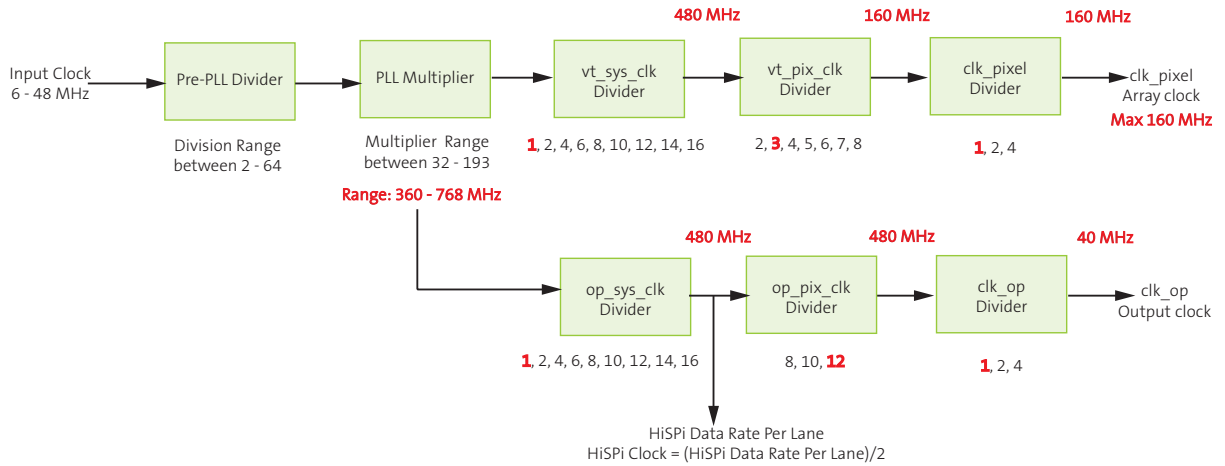 480 MHz
160 MHz
160 MHz
Input Clock
6 - 48 MHz
Pre-PLL Divider
PLL Multiplier
vt_sys_clk
Divider
vt_pix_clk
Divider
clk_pixel
Divider
clk_pixel
Array clock
Max 160 MHz
Division Range
between 2 - 64
Multiplier Range
between 32 - 193
Range: 360 - 768 MHz
1, 2, 4, 6, 8, 10, 12, 14, 16
2, 3, 4, 5, 6, 7, 8
1, 2, 4
480 MHz
480 MHz
40 MHz
op_sys_clk
Divider
op_pix_clk
Divider
clk_op
Divider
clk_op
Output clock
1, 2, 4, 6, 8, 10, 12, 14, 16
8, 10, 12
1, 2, 4
HiSPi Data Rate Per Lane
HiSPi Clock = (HiSPi Data Rate Per Lane)/2